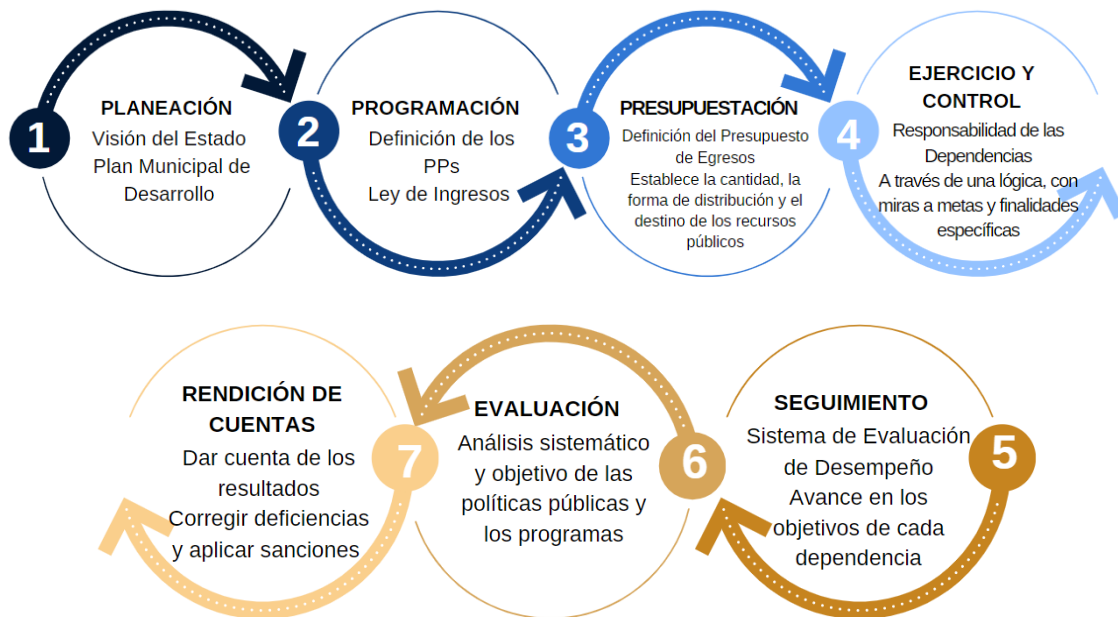 1
PLANEACIÓN
Visión del Estado
Plan Municipal de
Desarrollo
2
PROGRAMACIÓN
Definición de los
PPs
Ley de Ingresos
3
PRESUPUESTACIÓN
Definición del Presupuesto
de Egresos
Establece la cantidad, la
forma de distribución y el
destino de los recursos
públicos
4
EJERCICIO Y
CONTROL
Responsabilidad de las
Dependencias
A través de una lógica, con
miras a metas y finalidades
específicas
5
SEGUIMIENTO
Sistema de Evaluación
de Desempeño
Avance en los
objetivos de cada
dependencia
6
EVALUACIÓN
Análisis sistemático
y objetivo de las
políticas públicas y
los programas
7
RENDICIÓN DE
CUENTAS
Dar cuenta de los
resultados
Corregir deficiencias
y aplicar sanciones